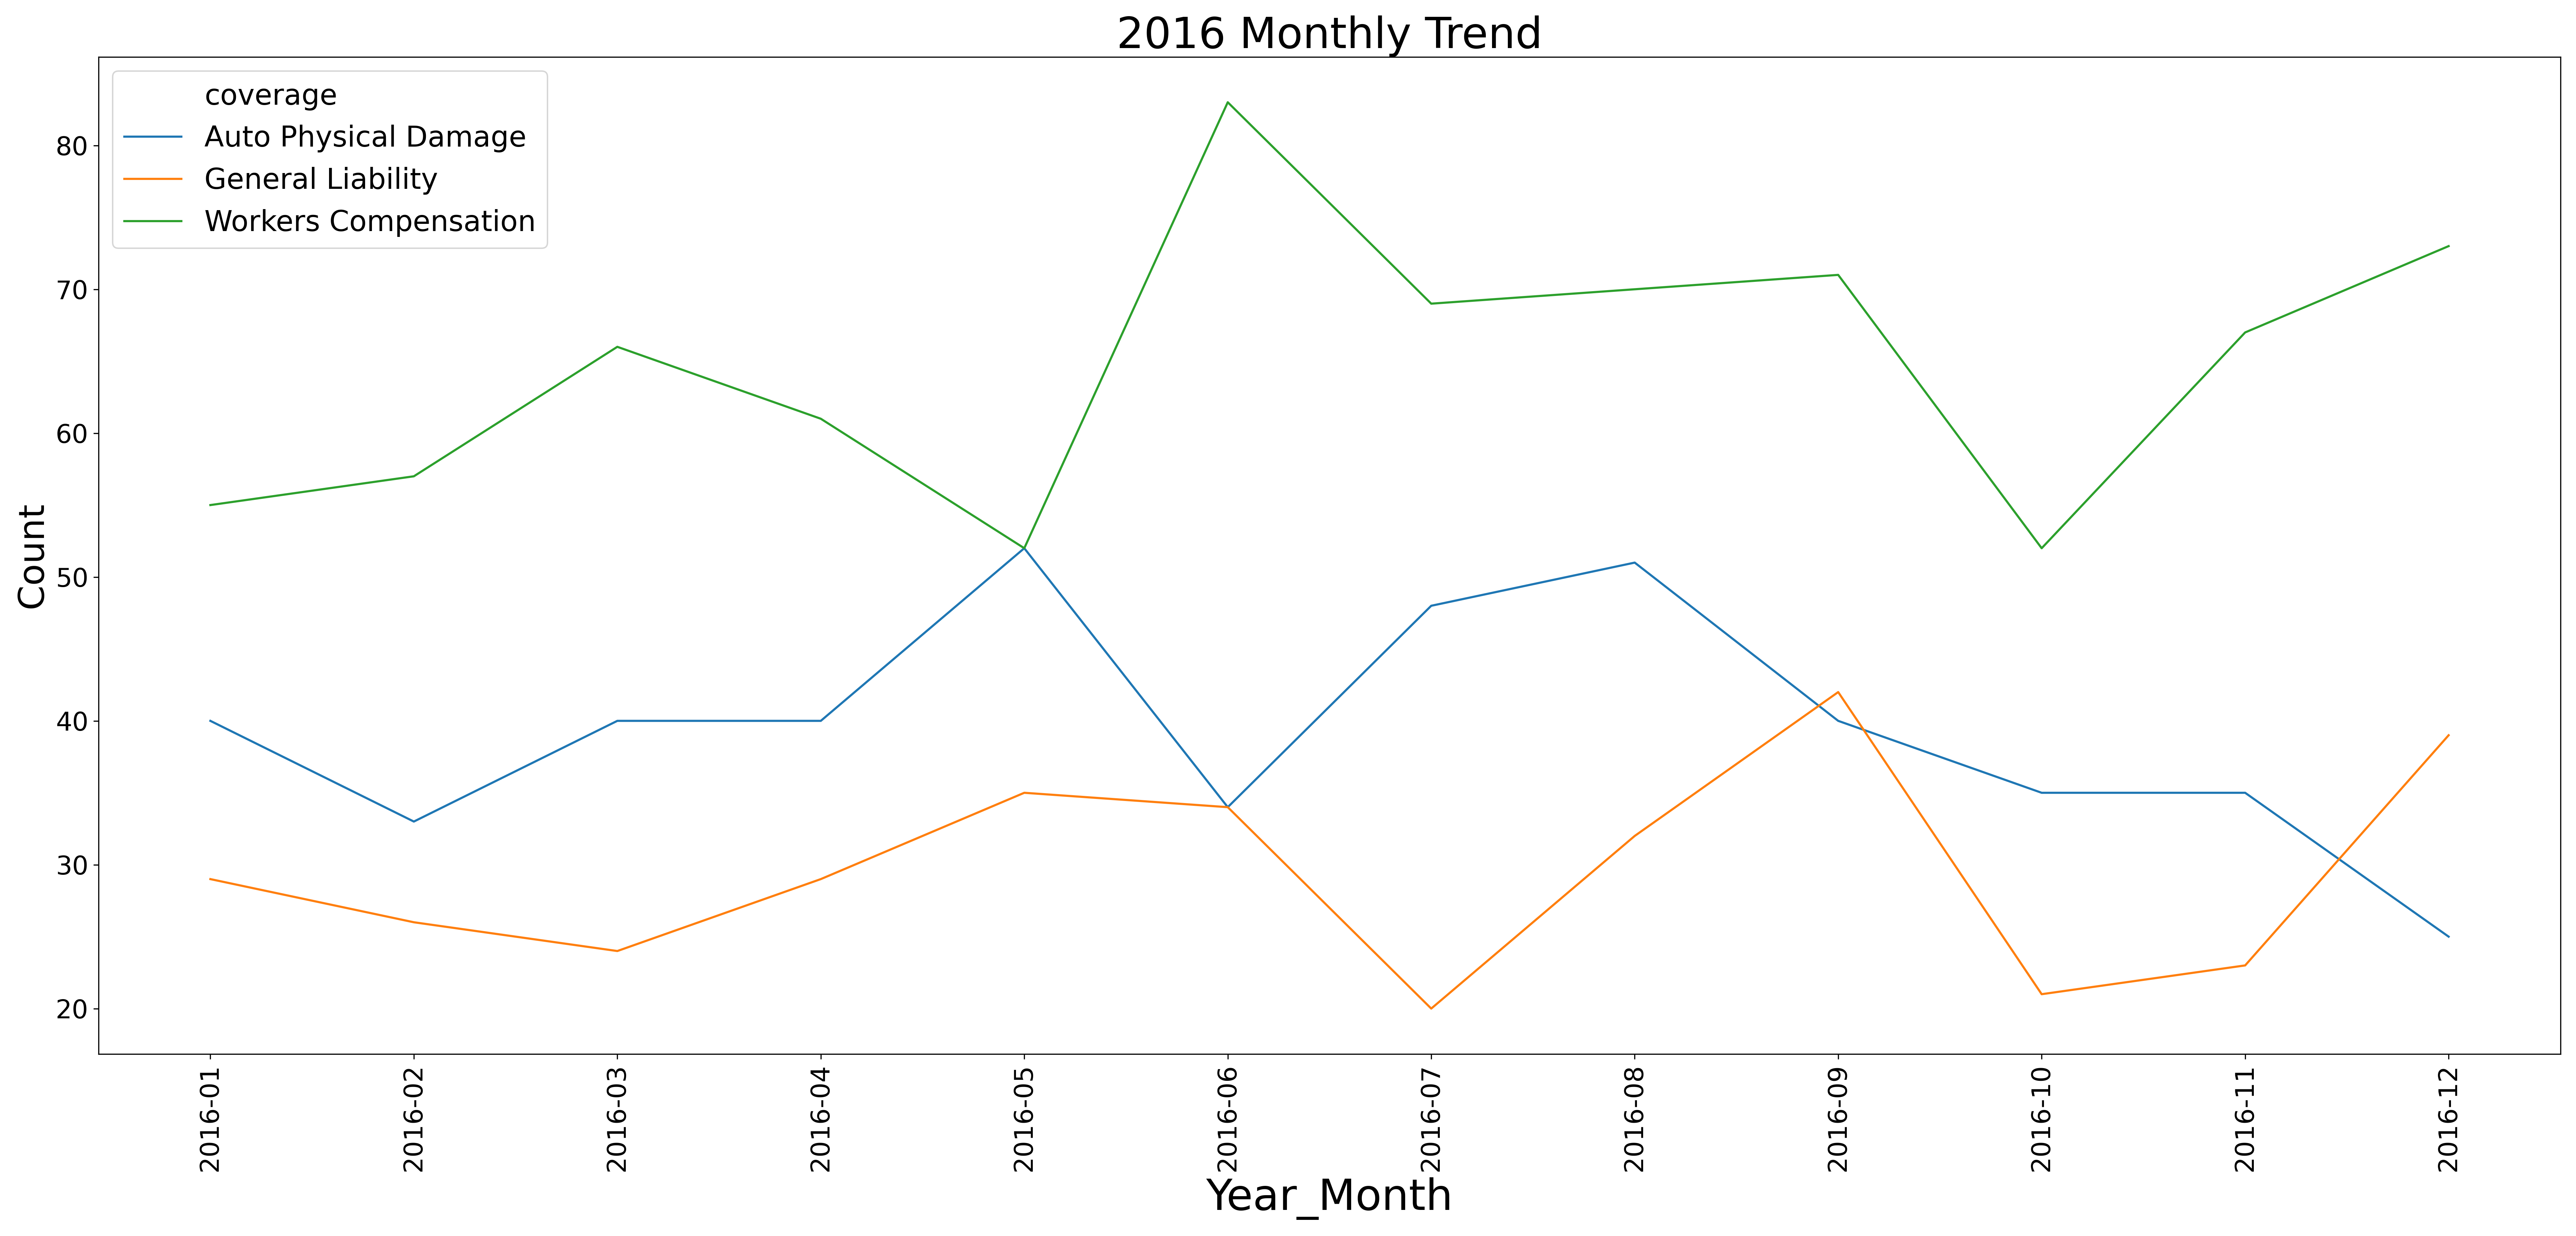 2016 Monthly Trend
coverage
Auto Physical Damage
General Liability
Workers Compensation
Count
80
70
60
50
40
30
20
2016-01
2016-02
2016-03
2016-04
2016-05
2016-06
2016-07
2016-08
2016-09
2016-10
2016-11
2016-12
Year_Month